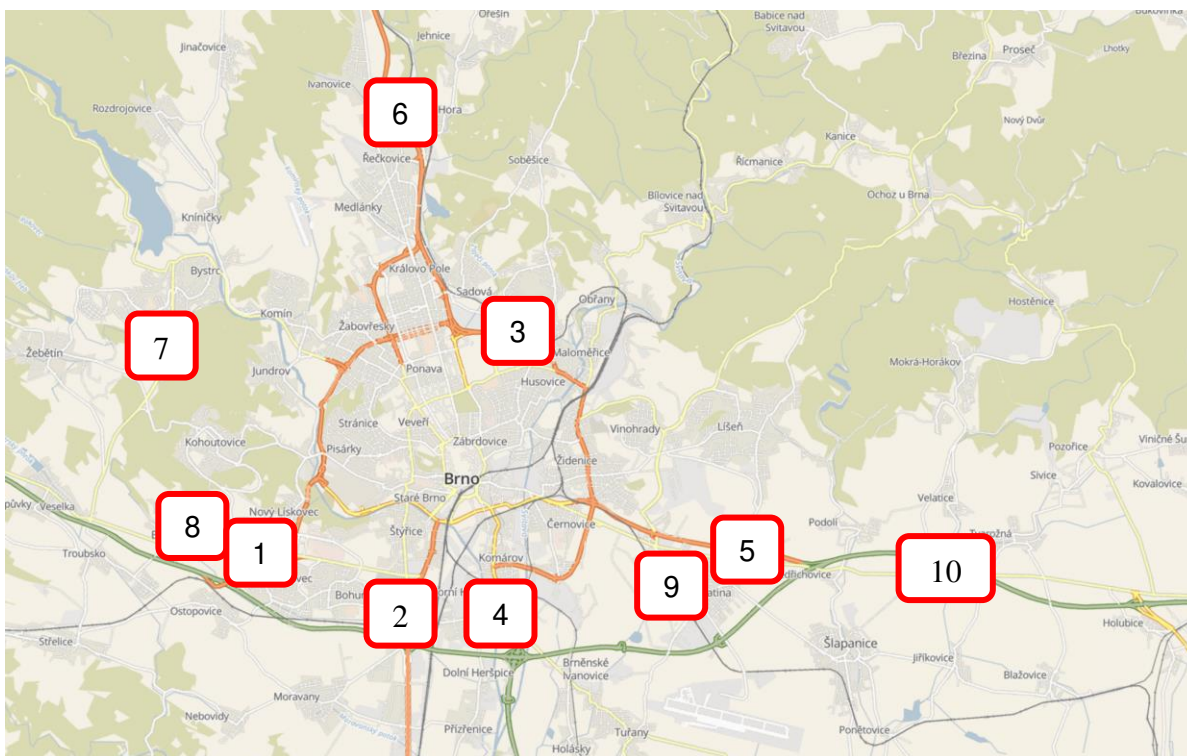 Ořešín
Babice nad
Svitavou
Bukovinka
Jinačovice
Jehnice
Březina
Proseč
Lhotky
Ivanovice
Rozdrojovice
6
Hora
Nový Dvůr
Kanice
Řečkovice
Soběšice
Říčmanice
Bílovice nad
Svitavou
Ochoz u Brna
Medlánky
Kníničky
Bystrc
Královo Pole
Sadová
Obřany
Hostěnice
Komín
Žabovřesky
3
7
Žebětín
Maloměřice
Mokrá-Horákov
Jundrov
Ponava
Husovice
Stránice
Veveří
Vinohrady
Líšeň
Kohoutovice
Pisárky
Zábrdovice
Pozořice
Viničné Šu
Židenice
Sivice
Brno
Kovalovice
Veselka
Staré Brno
Velatice
Nový Lískovec
8
Štýřice
Černovice
Podolí
Tvarožná
Troubsko
1
5
Komárov
10
9
Ostopovice
2
4
Holubice
Střelice
Šlapanice
Jiříkovice
Dolní Heršpice
Brněnské
Ivanovice
Blažovice
Moravany
Nebovidy
Přízřenice
Tuřany
Ponětovice
Holásky